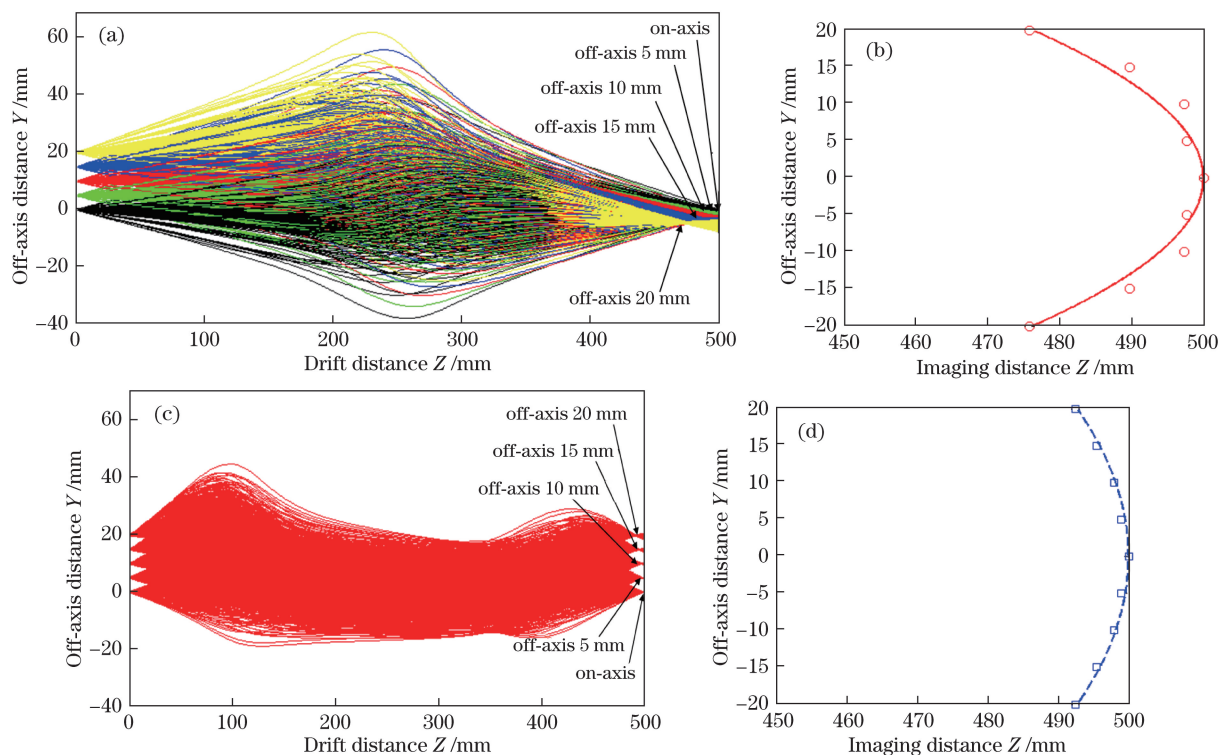 (a)
on-axis
off-axis 5 mm
off-axis 10 mm
off-axis 15 mm
off-axis 20 mm
60
40
20
0
−20
−40
0
100
200
300
400
500
Off-axis distance Y /mm
Drift distance Z /mm
(b)
20
15
10
5
0
−5
−10
−15
−20
450
460
470
480
490
500
Off-axis distance Y /mm
Imaging distance Z /mm
(c)
off-axis 20 mm
off-axis 15 mm
off-axis 10 mm
off-axis 5 mm
on-axis
60
40
20
0
−20
−40
0
100
200
300
400
500
Off-axis distance Y /mm
Drift distance Z /mm
(d)
20
15
10
5
0
−5
−10
−15
−20
450
460
470
480
490
500
Off-axis distance Y /mm
Imaging distance Z /mm